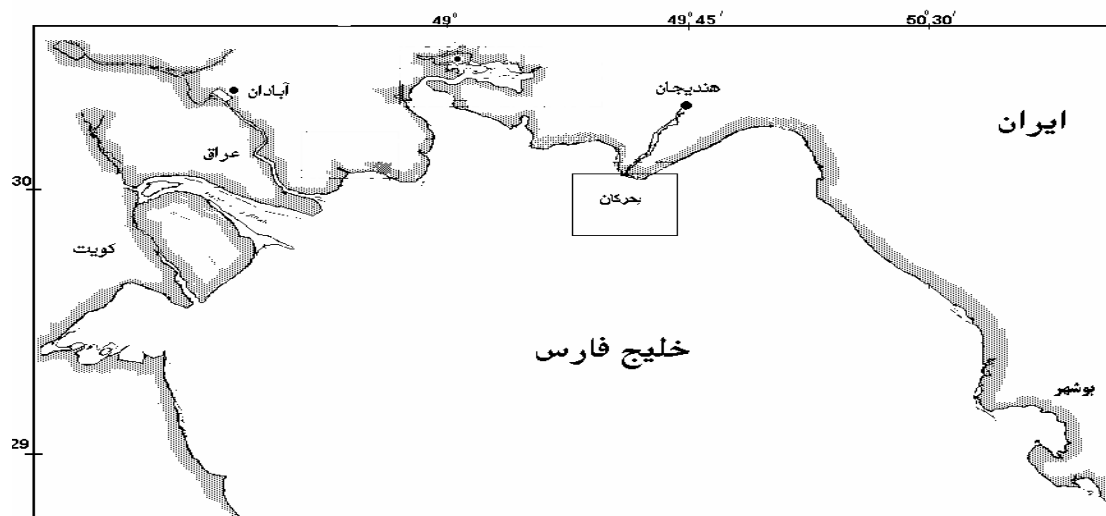 49° 49°45′ 50°30′
هندیجان
آبادان
ایران
عراق
30
بحرکان
کویت
خلیج فارس
بوشهر
29